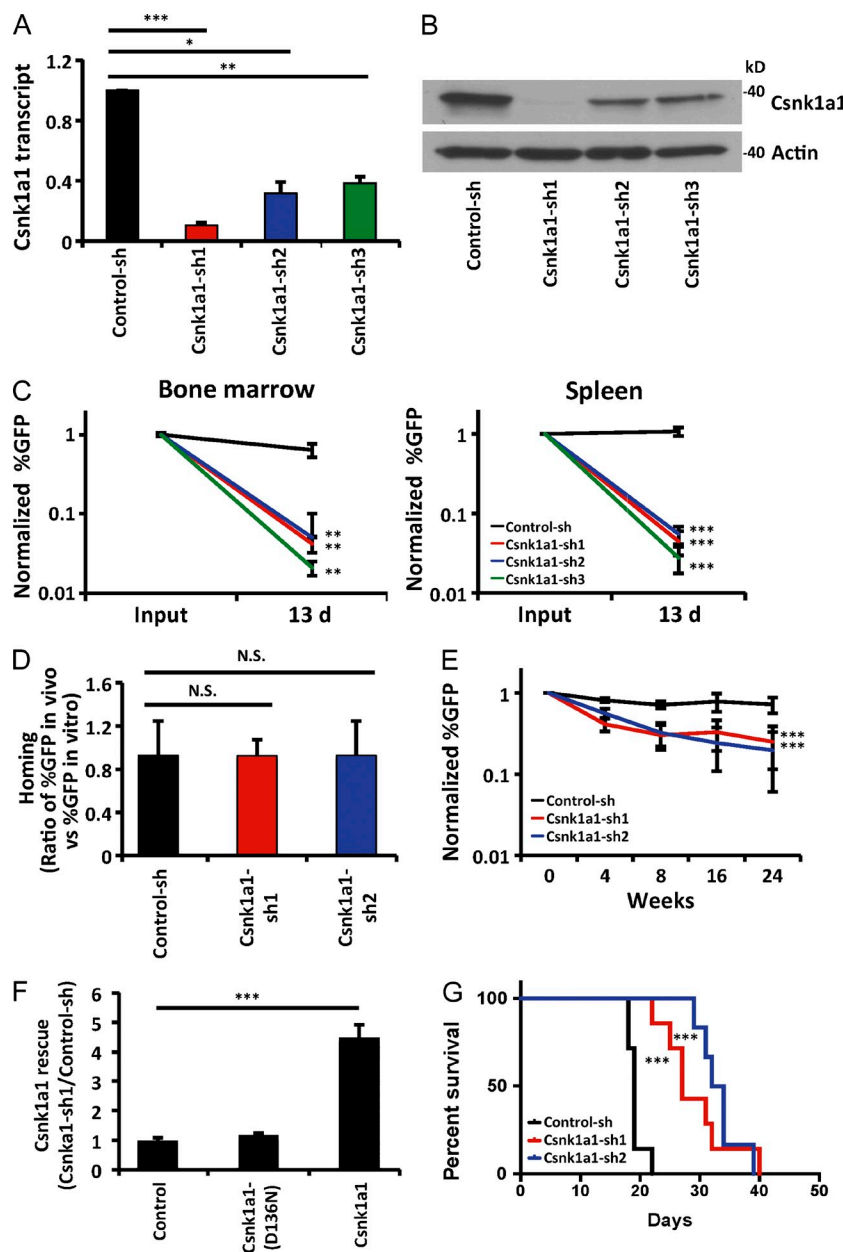 A
***
*
**
Csnk1a1 transcript
1.2
0.8
0.4
0
Control-sh
Csnk1a1-sh1
Csnk1a1-sh2
Csnk1a1-sh3
B
kD
-40
Csnk1a1
-40
Actin
Control-sh
Csnk1a1-sh1
Csnk1a1-sh2
Csnk1a1-sh3
C
Bone marrow
Normalized %GFP
1
0.1
0.01
**
**
**
Input
13 d
Spleen
Normalized %GFP
1
0.1
0.01
Control-sh
Csnk1a1-sh1
Csnk1a1-sh2
Csnk1a1-sh3
***
***
***
Input
13 d
D
N.S.
N.S.
Homing
(Ratio of %GFP in vivo
vs %GFP in vitro)
1.6
1.2
0.8
0.4
0
Control-sh
Csnk1a1-
sh1
Csnk1a1-
sh2
E
Normalized %GFP
1
0.1
0.01
***
***
Control-sh
Csnk1a1-sh1
Csnk1a1-sh2
0
4
8
16
24
Weeks
F
***
Csnk1a1 rescue
(Csnka1-sh1/Control-sh)
6
5
4
3
2
1
0
Control
Csnk1a1-
(D136N)
Csnk1a1
G
Percent survival
100
50
0
***
***
Control-sh
Csnk1a1-sh1
Csnk1a1-sh2
0
10
20
30
40
50
Days